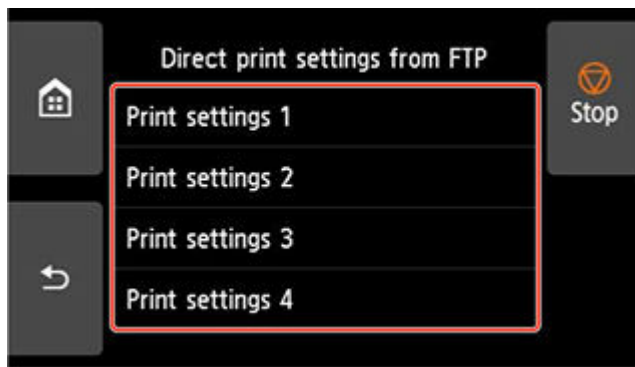 Direct print settings from FTP
Stop
Print settings 1
Print settings 2
Print settings 3
Print settings 4